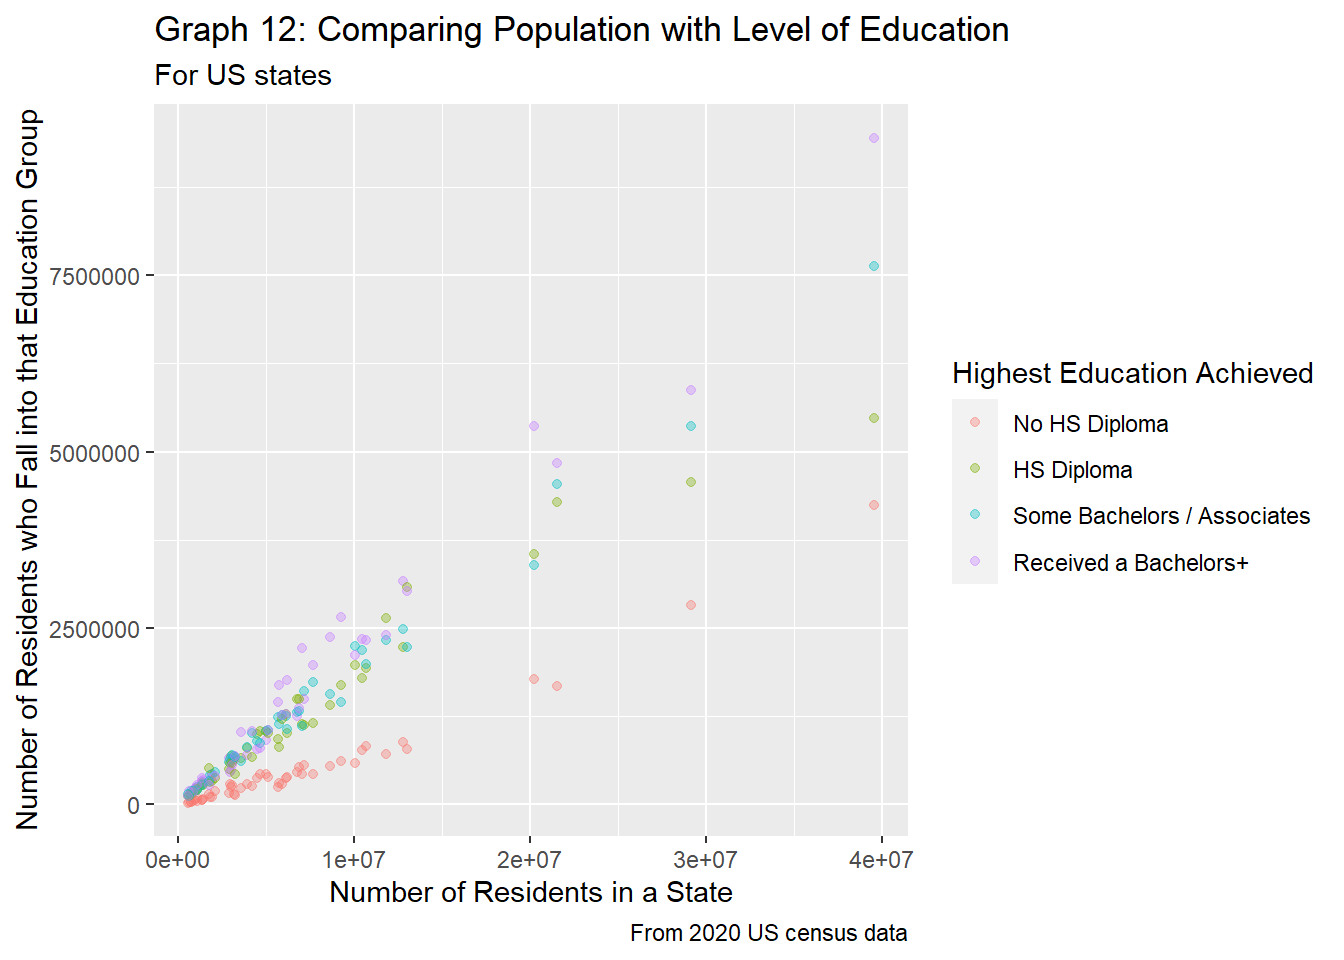 Graph 12: Comparing Population with Level of Education
For US states
Number of Residents who Fall into that Education Group
7500000
5000000
2500000
0
0e+00 1e+07 2e+07 3e+07 4e+07
Number of Residents in a State
From 2020 US census data
Highest Education Achieved
No HS Diploma
HS Diploma
Some Bachelors / Associates
Received a Bachelors+